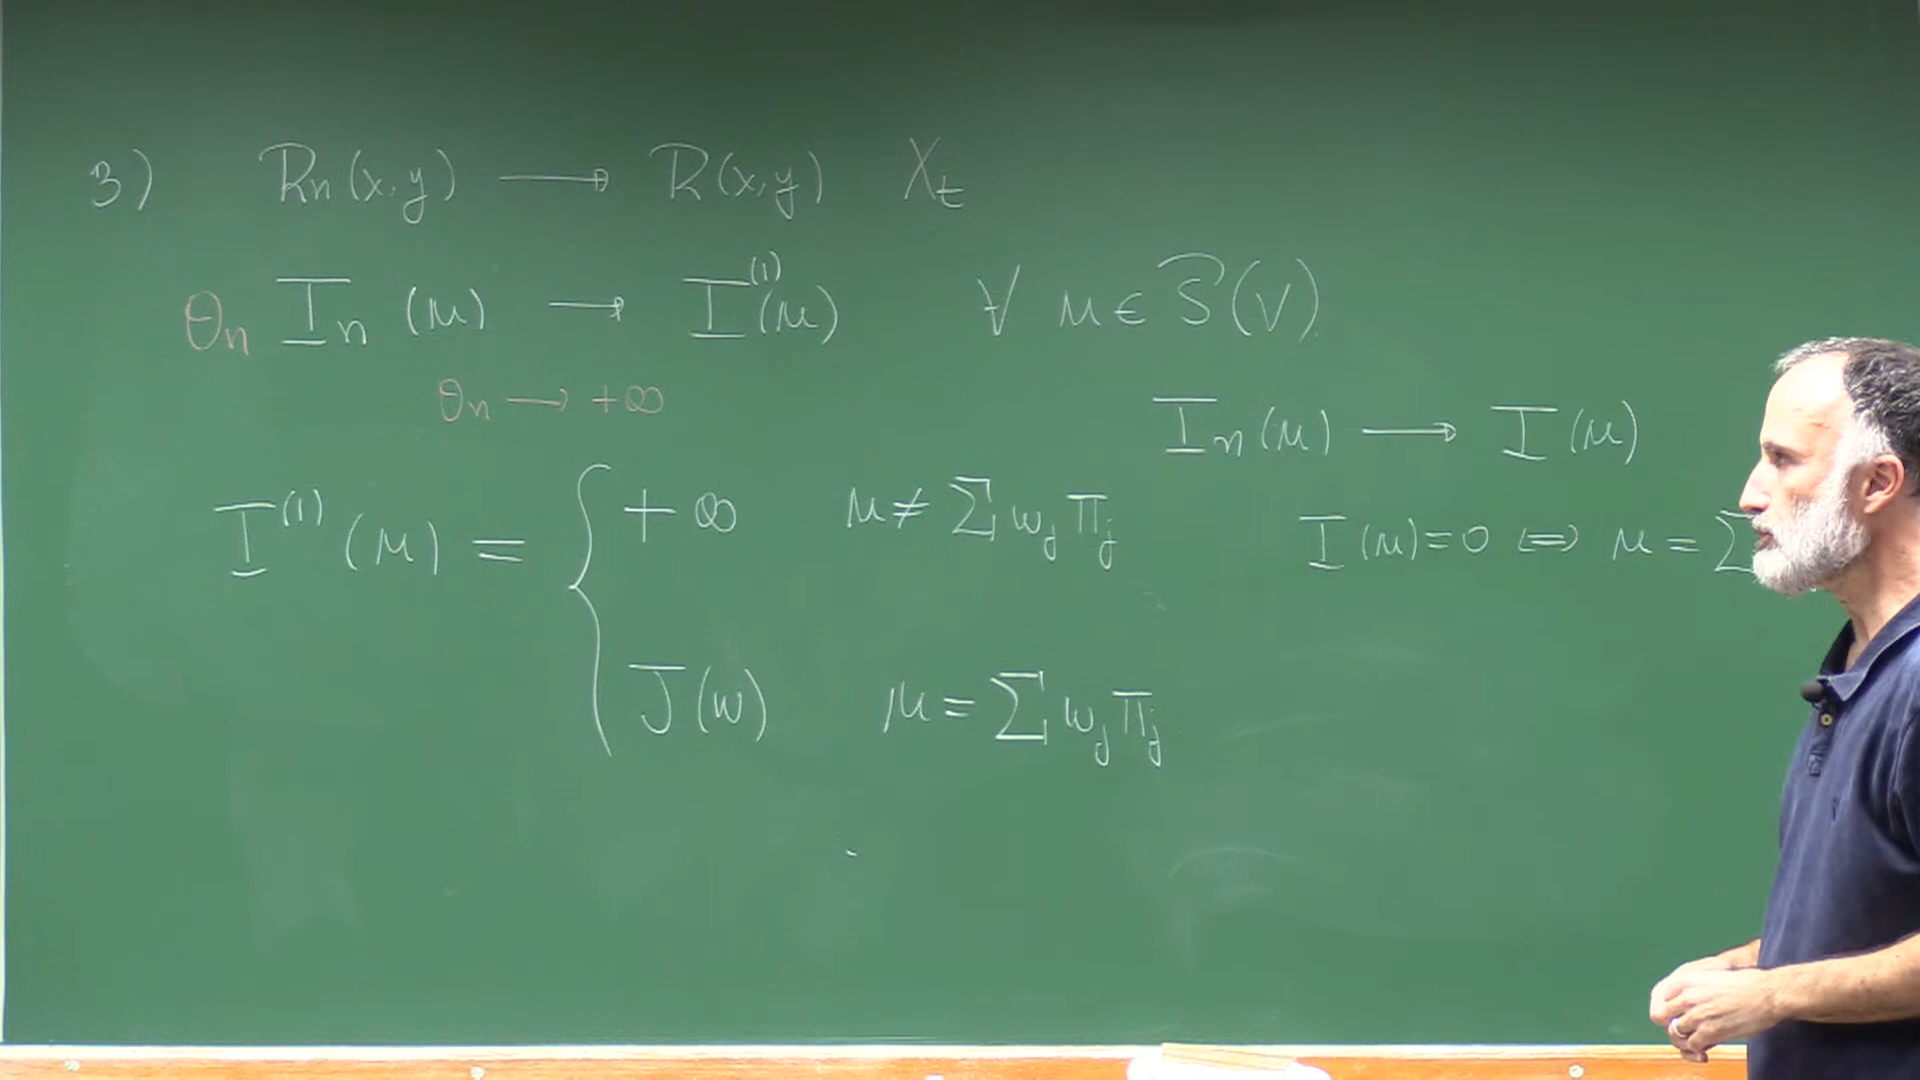 3) Rₙ(x,y) ⟶ R(x,y) Xₜ
θₙ Iₙ(μ) ⟶ I⁽¹⁾(μ) ∀ μ ∈ P(V).
θₙ ⟶ +∞
Iₙ(μ) ⟶ I(μ)
I⁽¹⁾(μ) = { +∞ μ ≠ ∑ ωⱼ πⱼ
I(μ) = 0 ⇔ μ = ∑
J(ω) μ = ∑ ωⱼ πⱼ